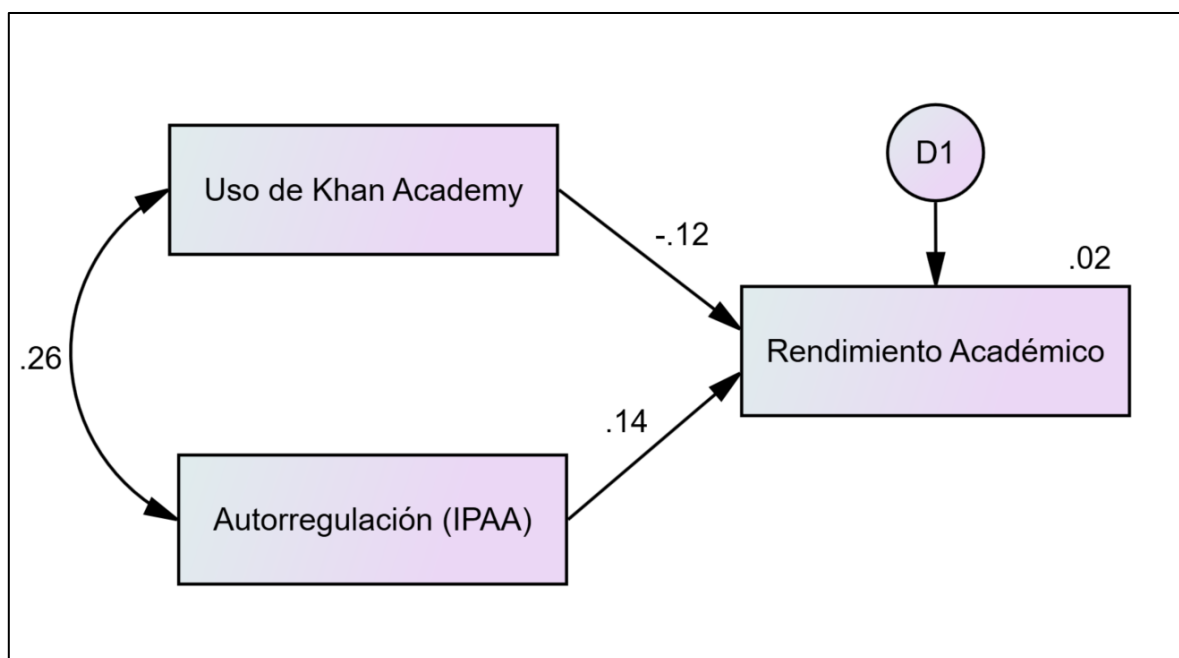 Uso de Khan Academy
D1
-.12
.02
Rendimiento Académico
.26
.14
Autorregulación (IPAA)